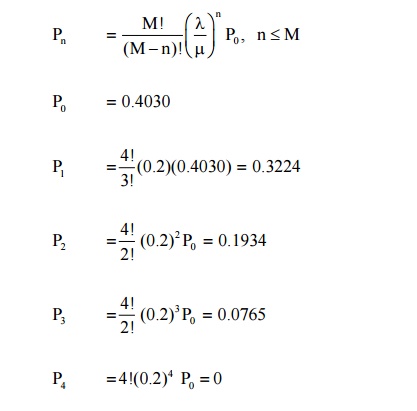 Pₙ = M!/(M−n)! (λ/μ)ⁿ P₀, n ≤ M
P₀ = 0.4030
P₁ = 4!/3! (0.2)(0.4030) = 0.3224
P₂ = 4!/2! (0.2)² P₀ = 0.1934
P₃ = 4!/2! (0.2)³ P₀ = 0.0765
P₄ = 4!(0.2)⁴ P₀ = 0